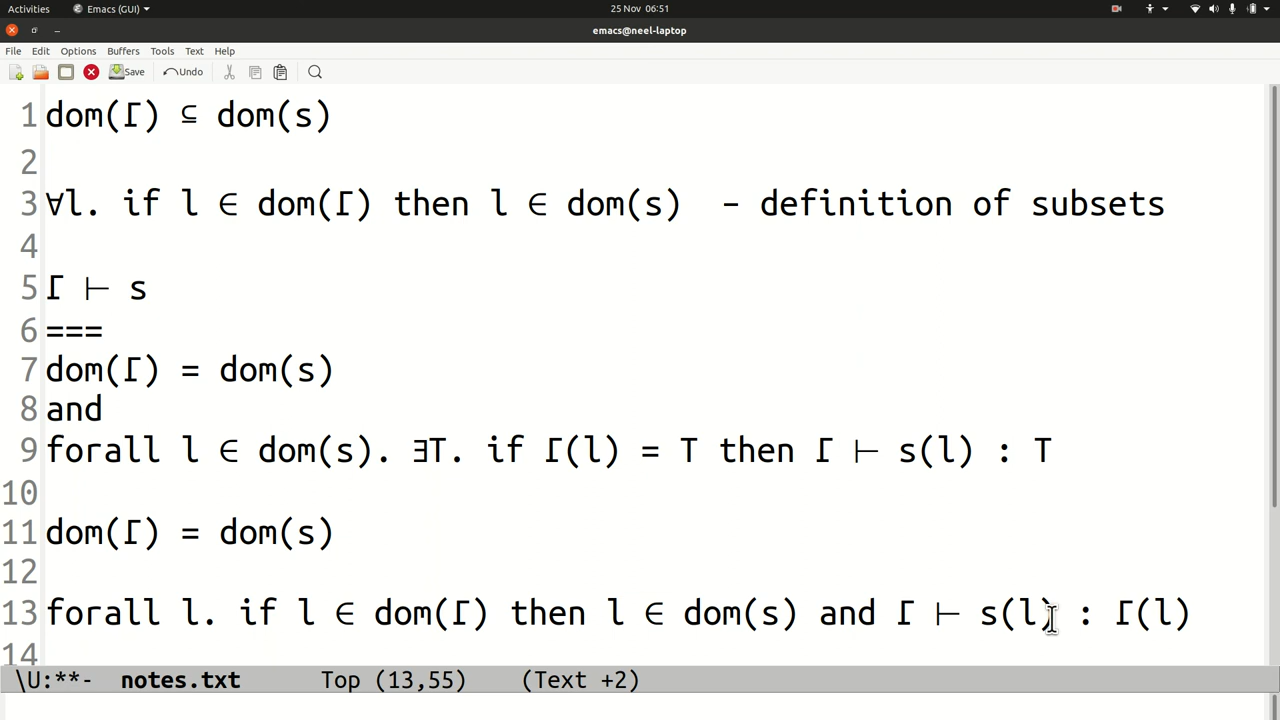 Activities Emacs (GUI) 25 Nov 06:51
emacs@neel-laptop
File Edit Options Buffers Tools Text Help
Save Undo
1 dom(Γ) ⊆ dom(s)
2
3 ∀l. if l ∈ dom(Γ) then l ∈ dom(s) - definition of subsets
4
5 Γ ⊢ s
6 ===
7 dom(Γ) = dom(s)
8 and
9 forall l ∈ dom(s). ∃T. if Γ(l) = T then Γ ⊢ s(l) : T
10
11 dom(Γ) = dom(s)
12
13 forall l. if l ∈ dom(Γ) then l ∈ dom(s) and Γ ⊢ s(l) : Γ(l)
14
\U:**- notes.txt Top (13,55) (Text +2)